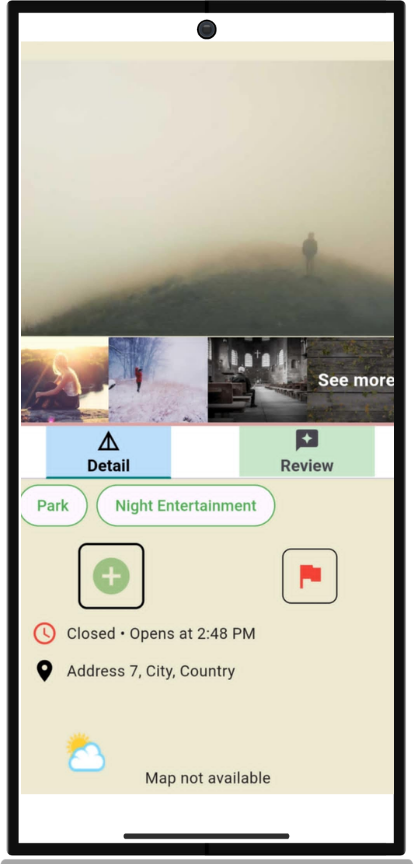 See more
Detail
Review
Park
Night Entertainment
Closed • Opens at 2:48 PM
Address 7, City, Country
Map not available